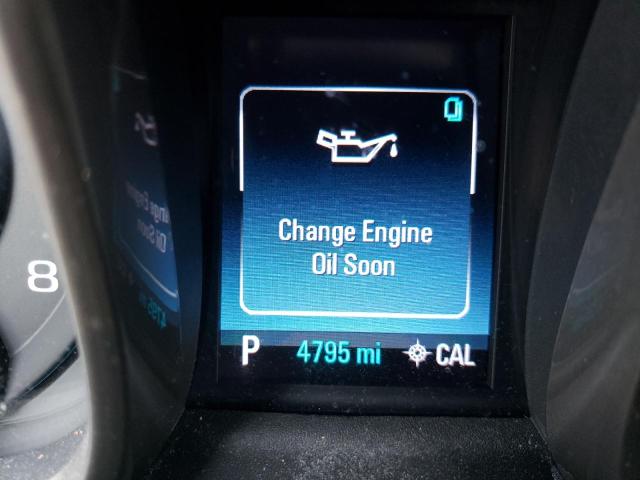 Change Engine
Oil Soon
P 4795 mi CAL
8